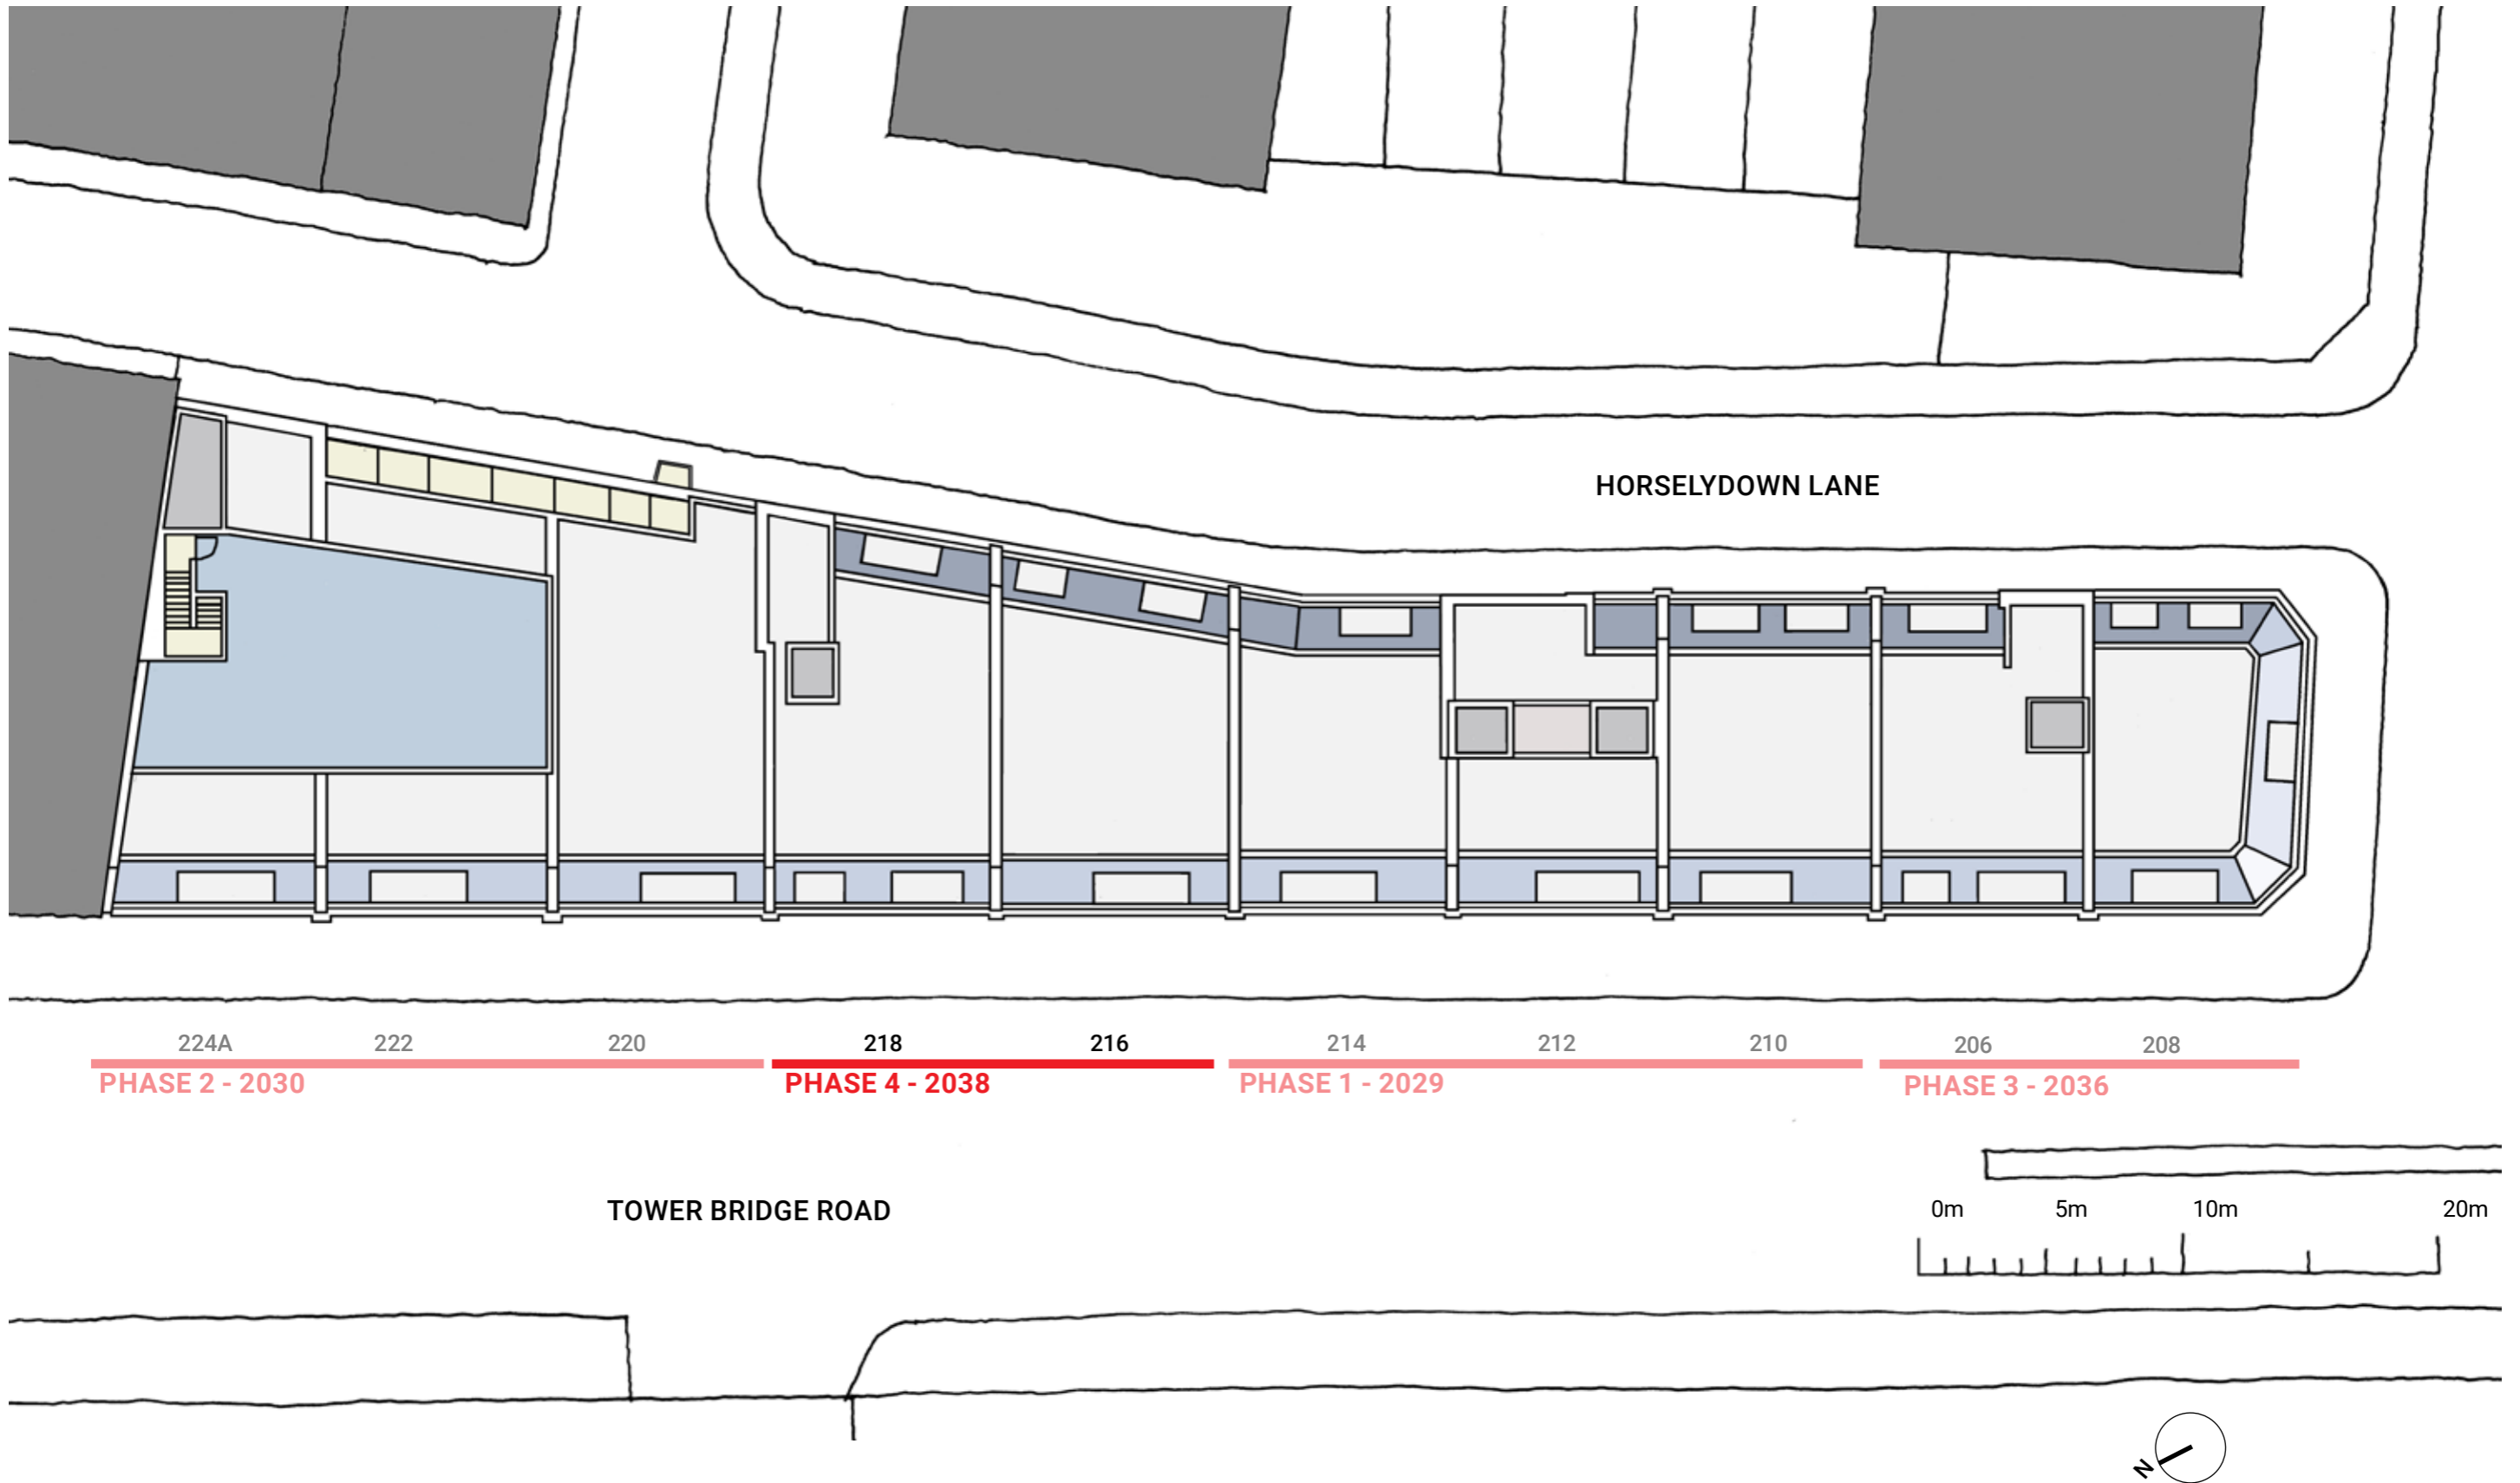 HORSELYDOWN LANE
224A 222 220 218 216 214 212 210 206 208
PHASE 2 - 2030 PHASE 4 - 2038 PHASE 1 - 2029 PHASE 3 - 2036
TOWER BRIDGE ROAD
0m 5m 10m 20m
N